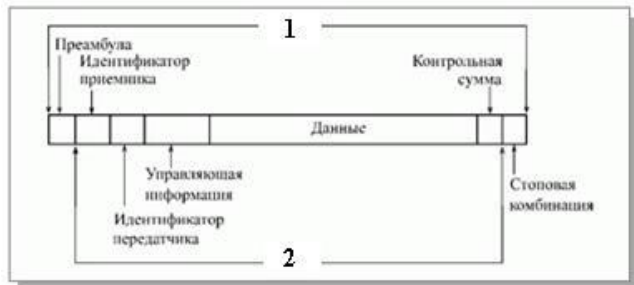 1
Преамбула
Идентификатор
приемника
Контрольная
сумма
Данные
Управляющая
информация
Идентификатор
передатчика
Стоповая
комбинация
2